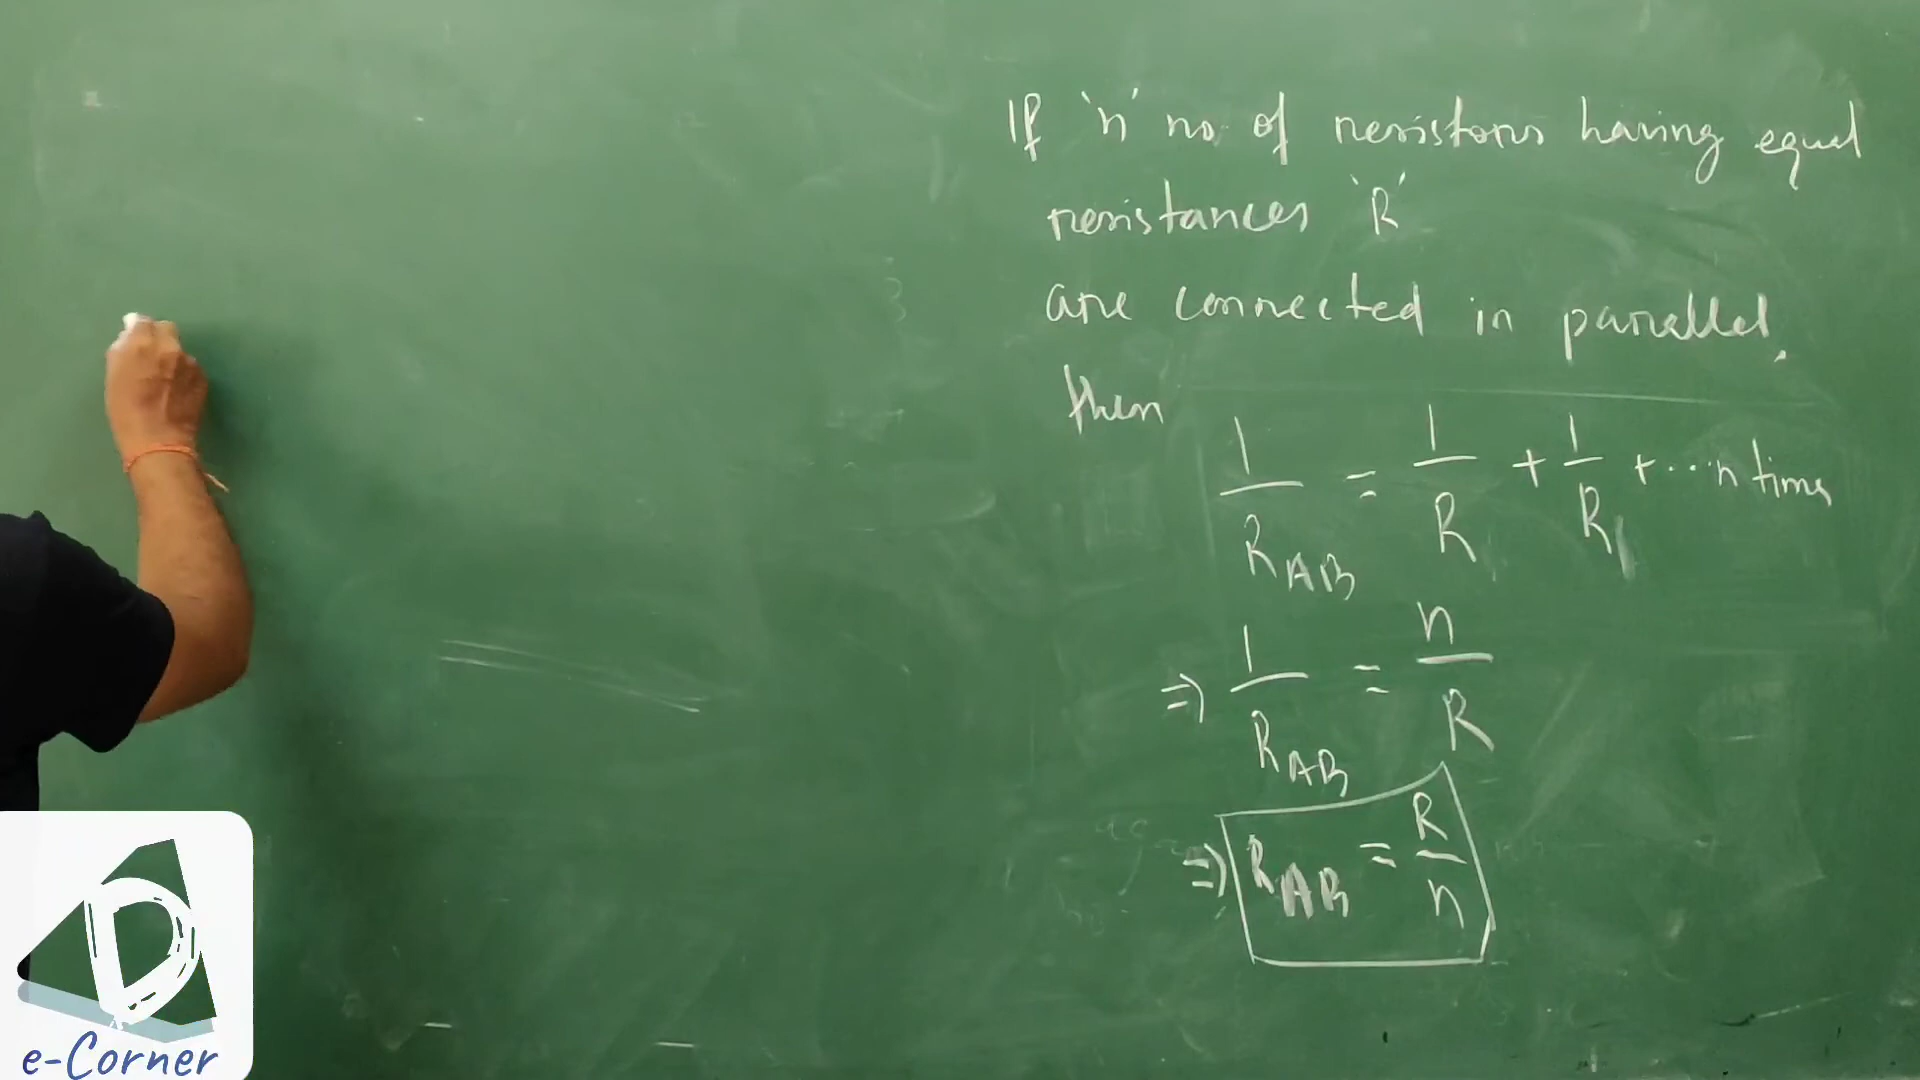 If 'n' no. of resistors having equal
resistances 'R'
are connected in parallel,
then
1/R_AB = 1/R + 1/R + ... n times
⇒ 1/R_AB = n/R
⇒ R_AB = R/n
D
e-Corner